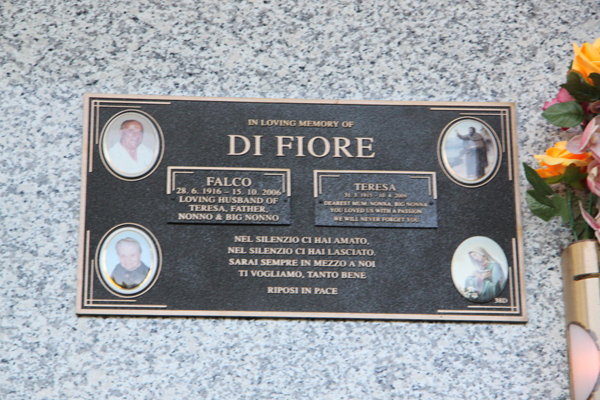 IN LOVING MEMORY OF
DI FIORE
FALCO
28. 6. 1916 – 15. 10. 2006
LOVING HUSBAND OF
TERESA, FATHER,
NONNO & BIG NONNO
TERESA
DEAREST MUM, NONNA, BIG NONNA
YOU LOVED US WITH A PASSION
WE WILL NEVER FORGET YOU
NEL SILENZIO CI HAI AMATO,
NEL SILENZIO CI HAI LASCIATO,
SARAI SEMPRE IN MEZZO A NOI
TI VOGLIAMO, TANTO BENE
RIPOSI IN PACE